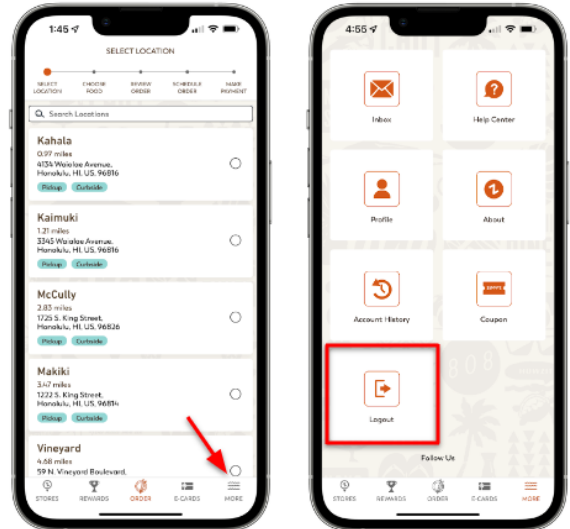 1:45
SELECT LOCATION
SELECT LOCATION
CHOOSE FOOD
REVIEW ORDER
SCHEDULE ORDER
MAKE PAYMENT
Search Locations
Kahala
0.97 miles
4134 Waialae Avenue,
Honolulu, HI, US, 96816
Pickup Curbside
Kaimuki
1.21 miles
3345 Waialae Avenue,
Honolulu, HI, US, 96816
Pickup Curbside
McCully
2.83 miles
1725 S. King Street,
Honolulu, HI, US, 96826
Pickup Curbside
Makiki
3.47 miles
1222 S. King Street,
Honolulu, HI, US, 96814
Pickup Curbside
Vineyard
4.68 miles
59 N. Vineyard Boulevard,
STORES REWARDS ORDER E-CARDS MORE
4:55
Inbox Help Center
Profile About
Account History Coupon
Logout
808
Follow Us
STORES REWARDS ORDER E-CARDS MORE